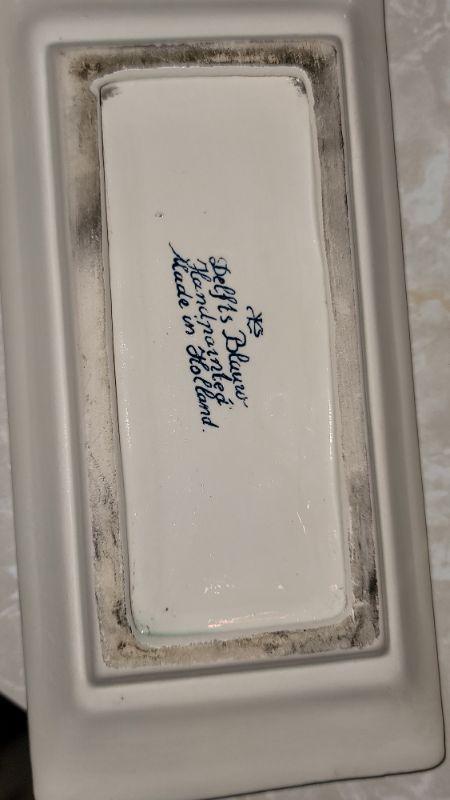 Delfts Blauw
Handpainted
Made in Holland.